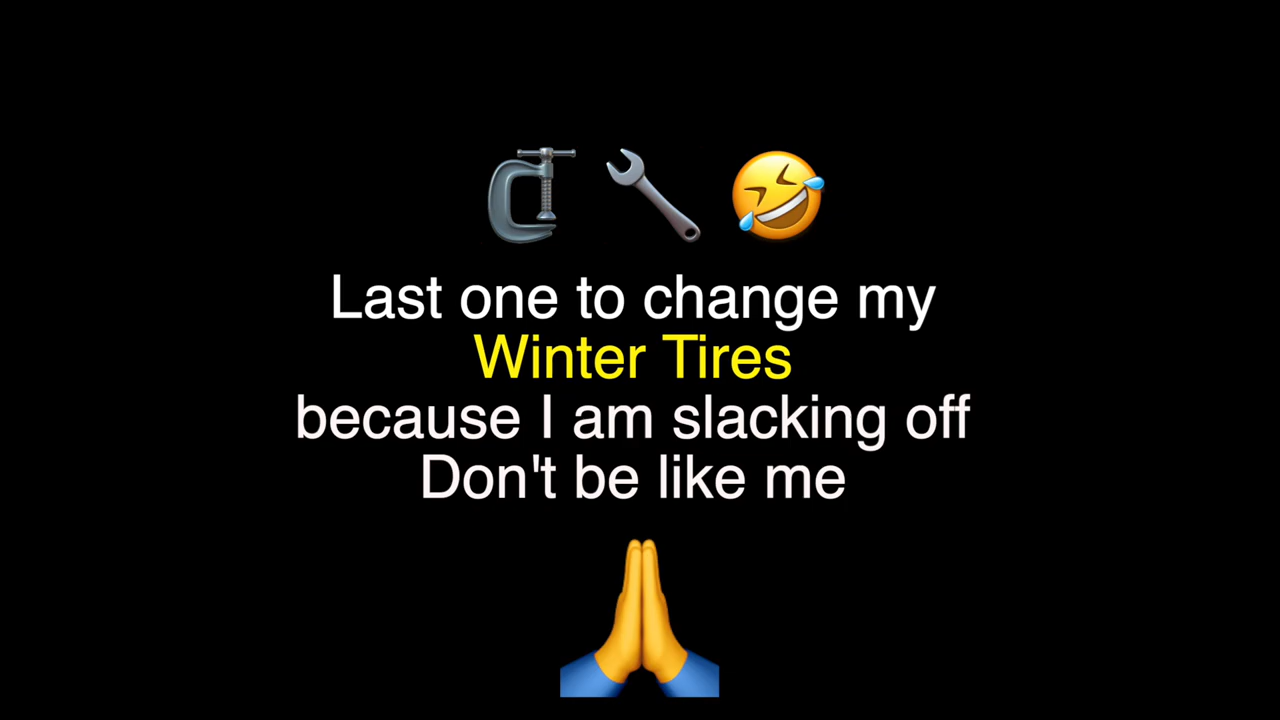 Last one to change my
Winter Tires
because I am slacking off
Don't be like me